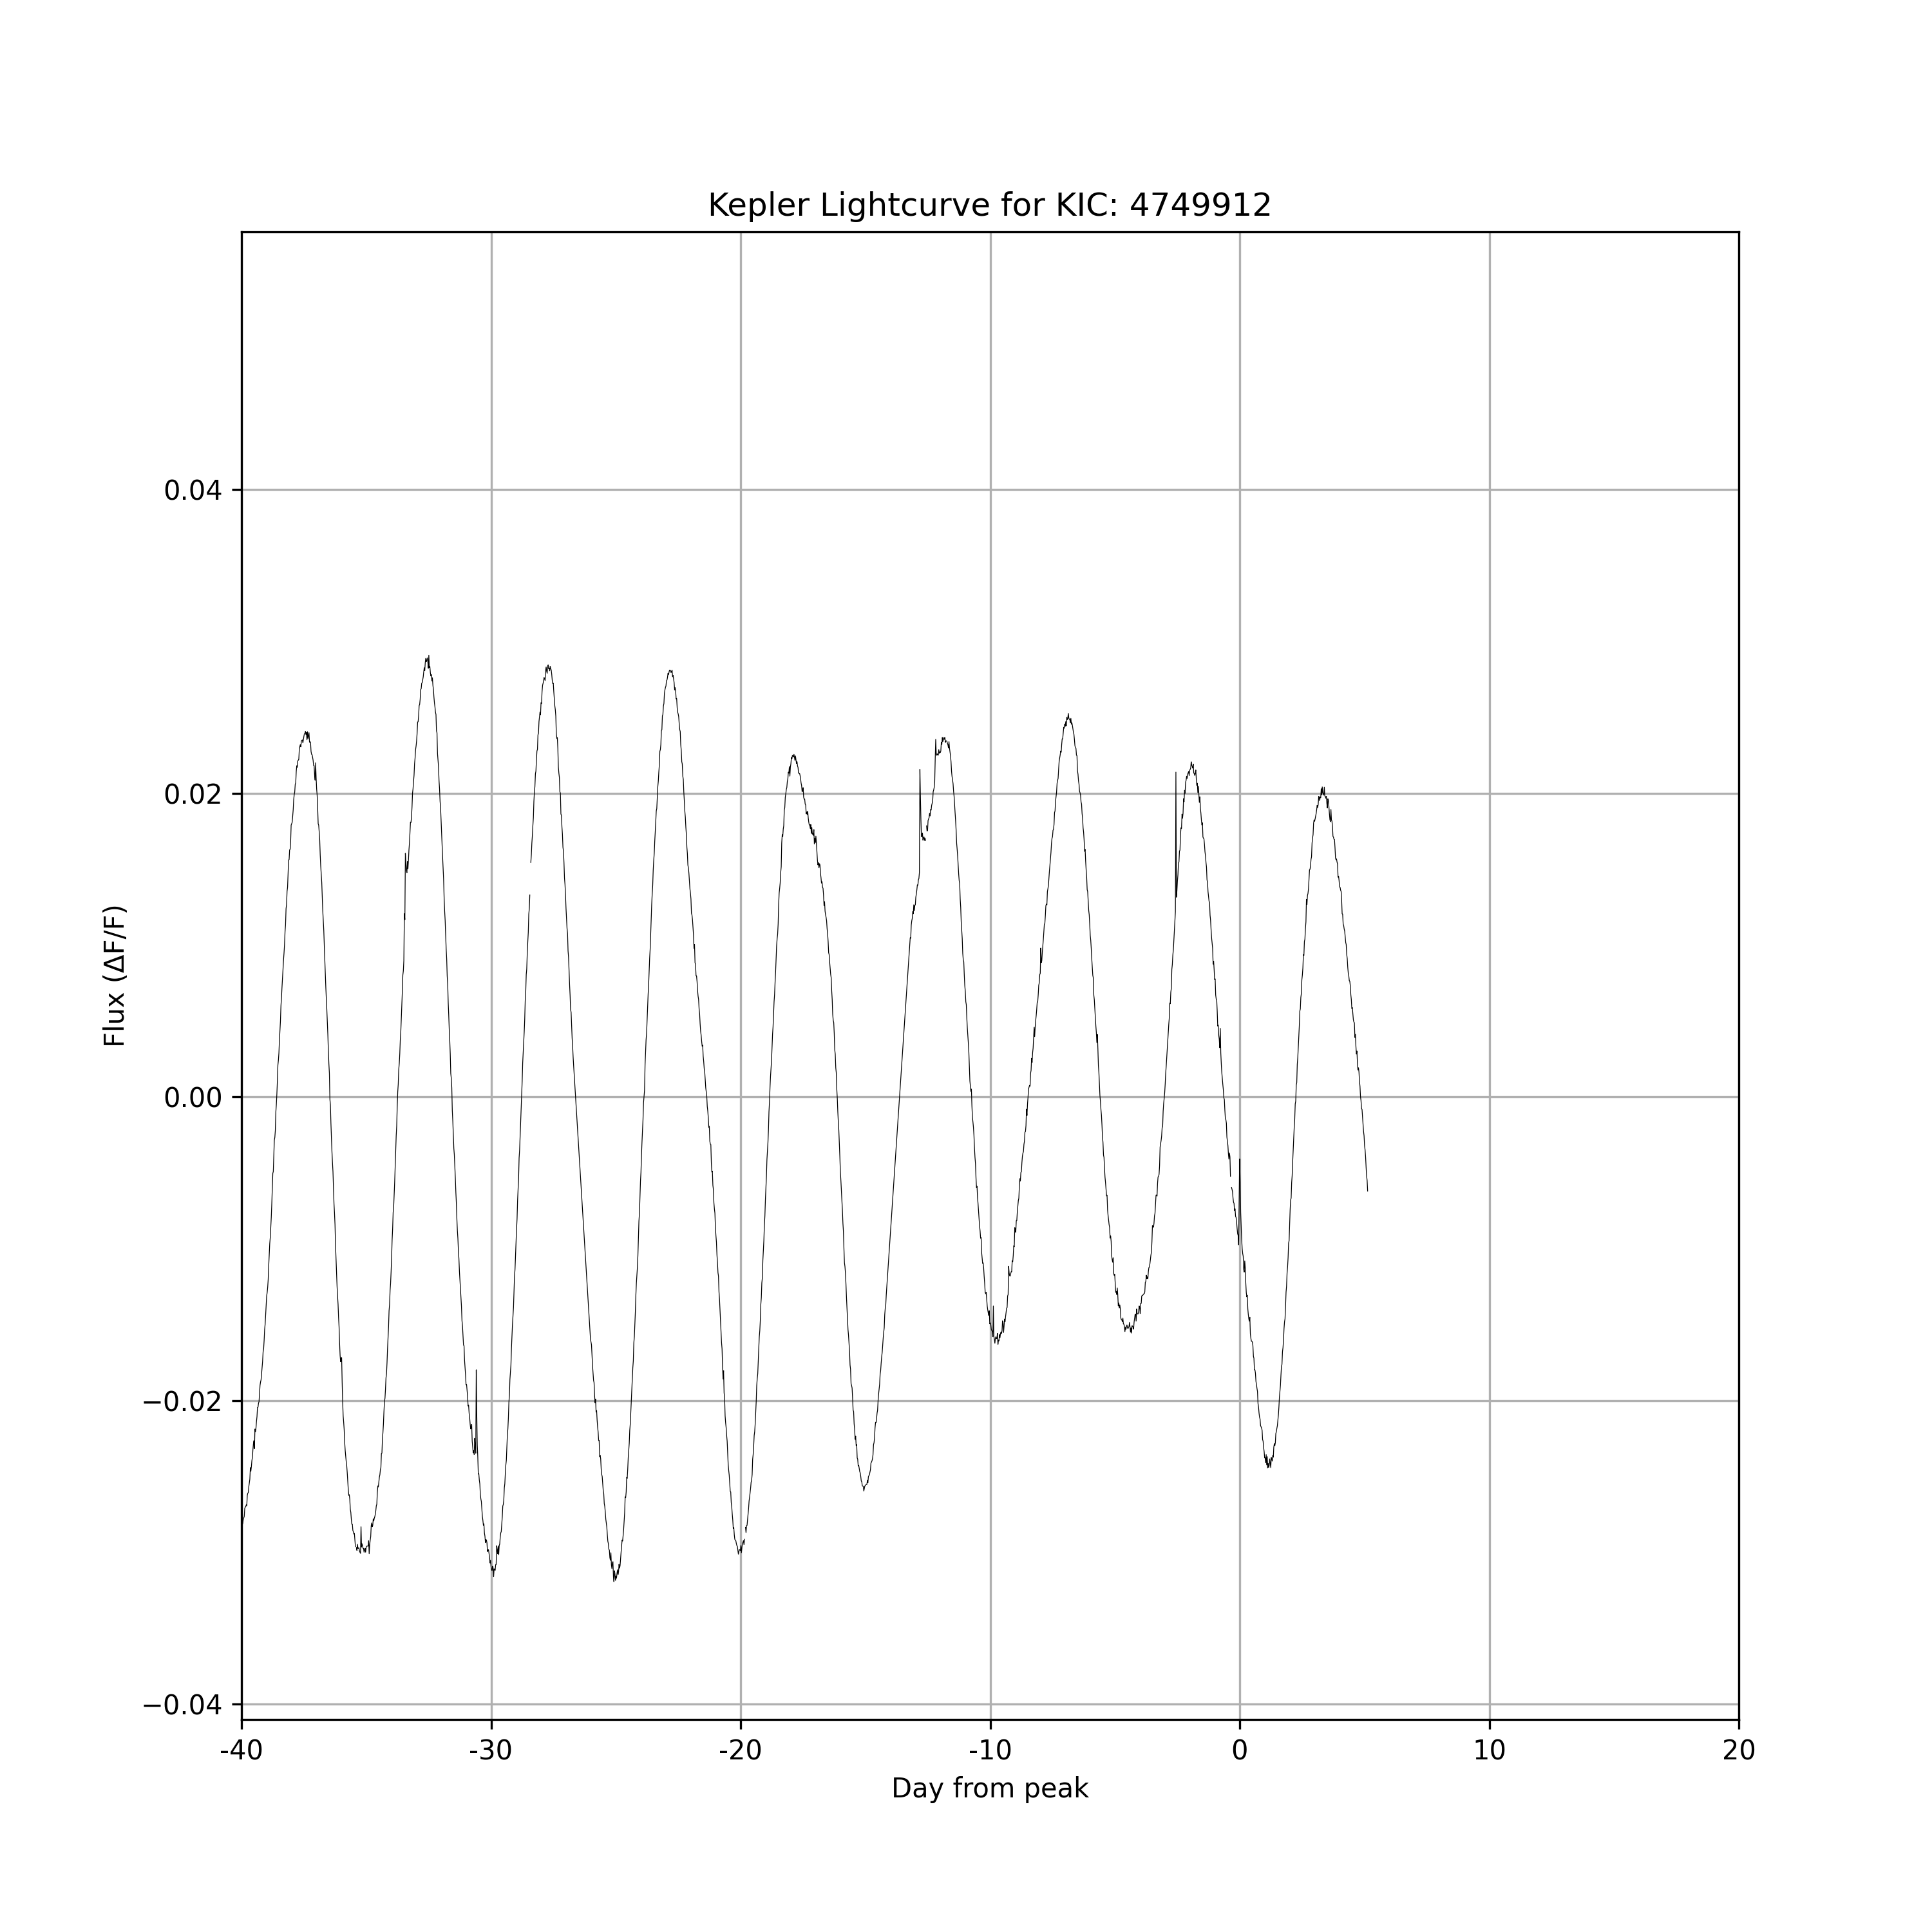 Kepler Lightcurve for KIC: 4749912
0.04
0.02
0.00
−0.02
−0.04
Flux (ΔF/F)
-40 -30 -20 -10 0 10 20
Day from peak